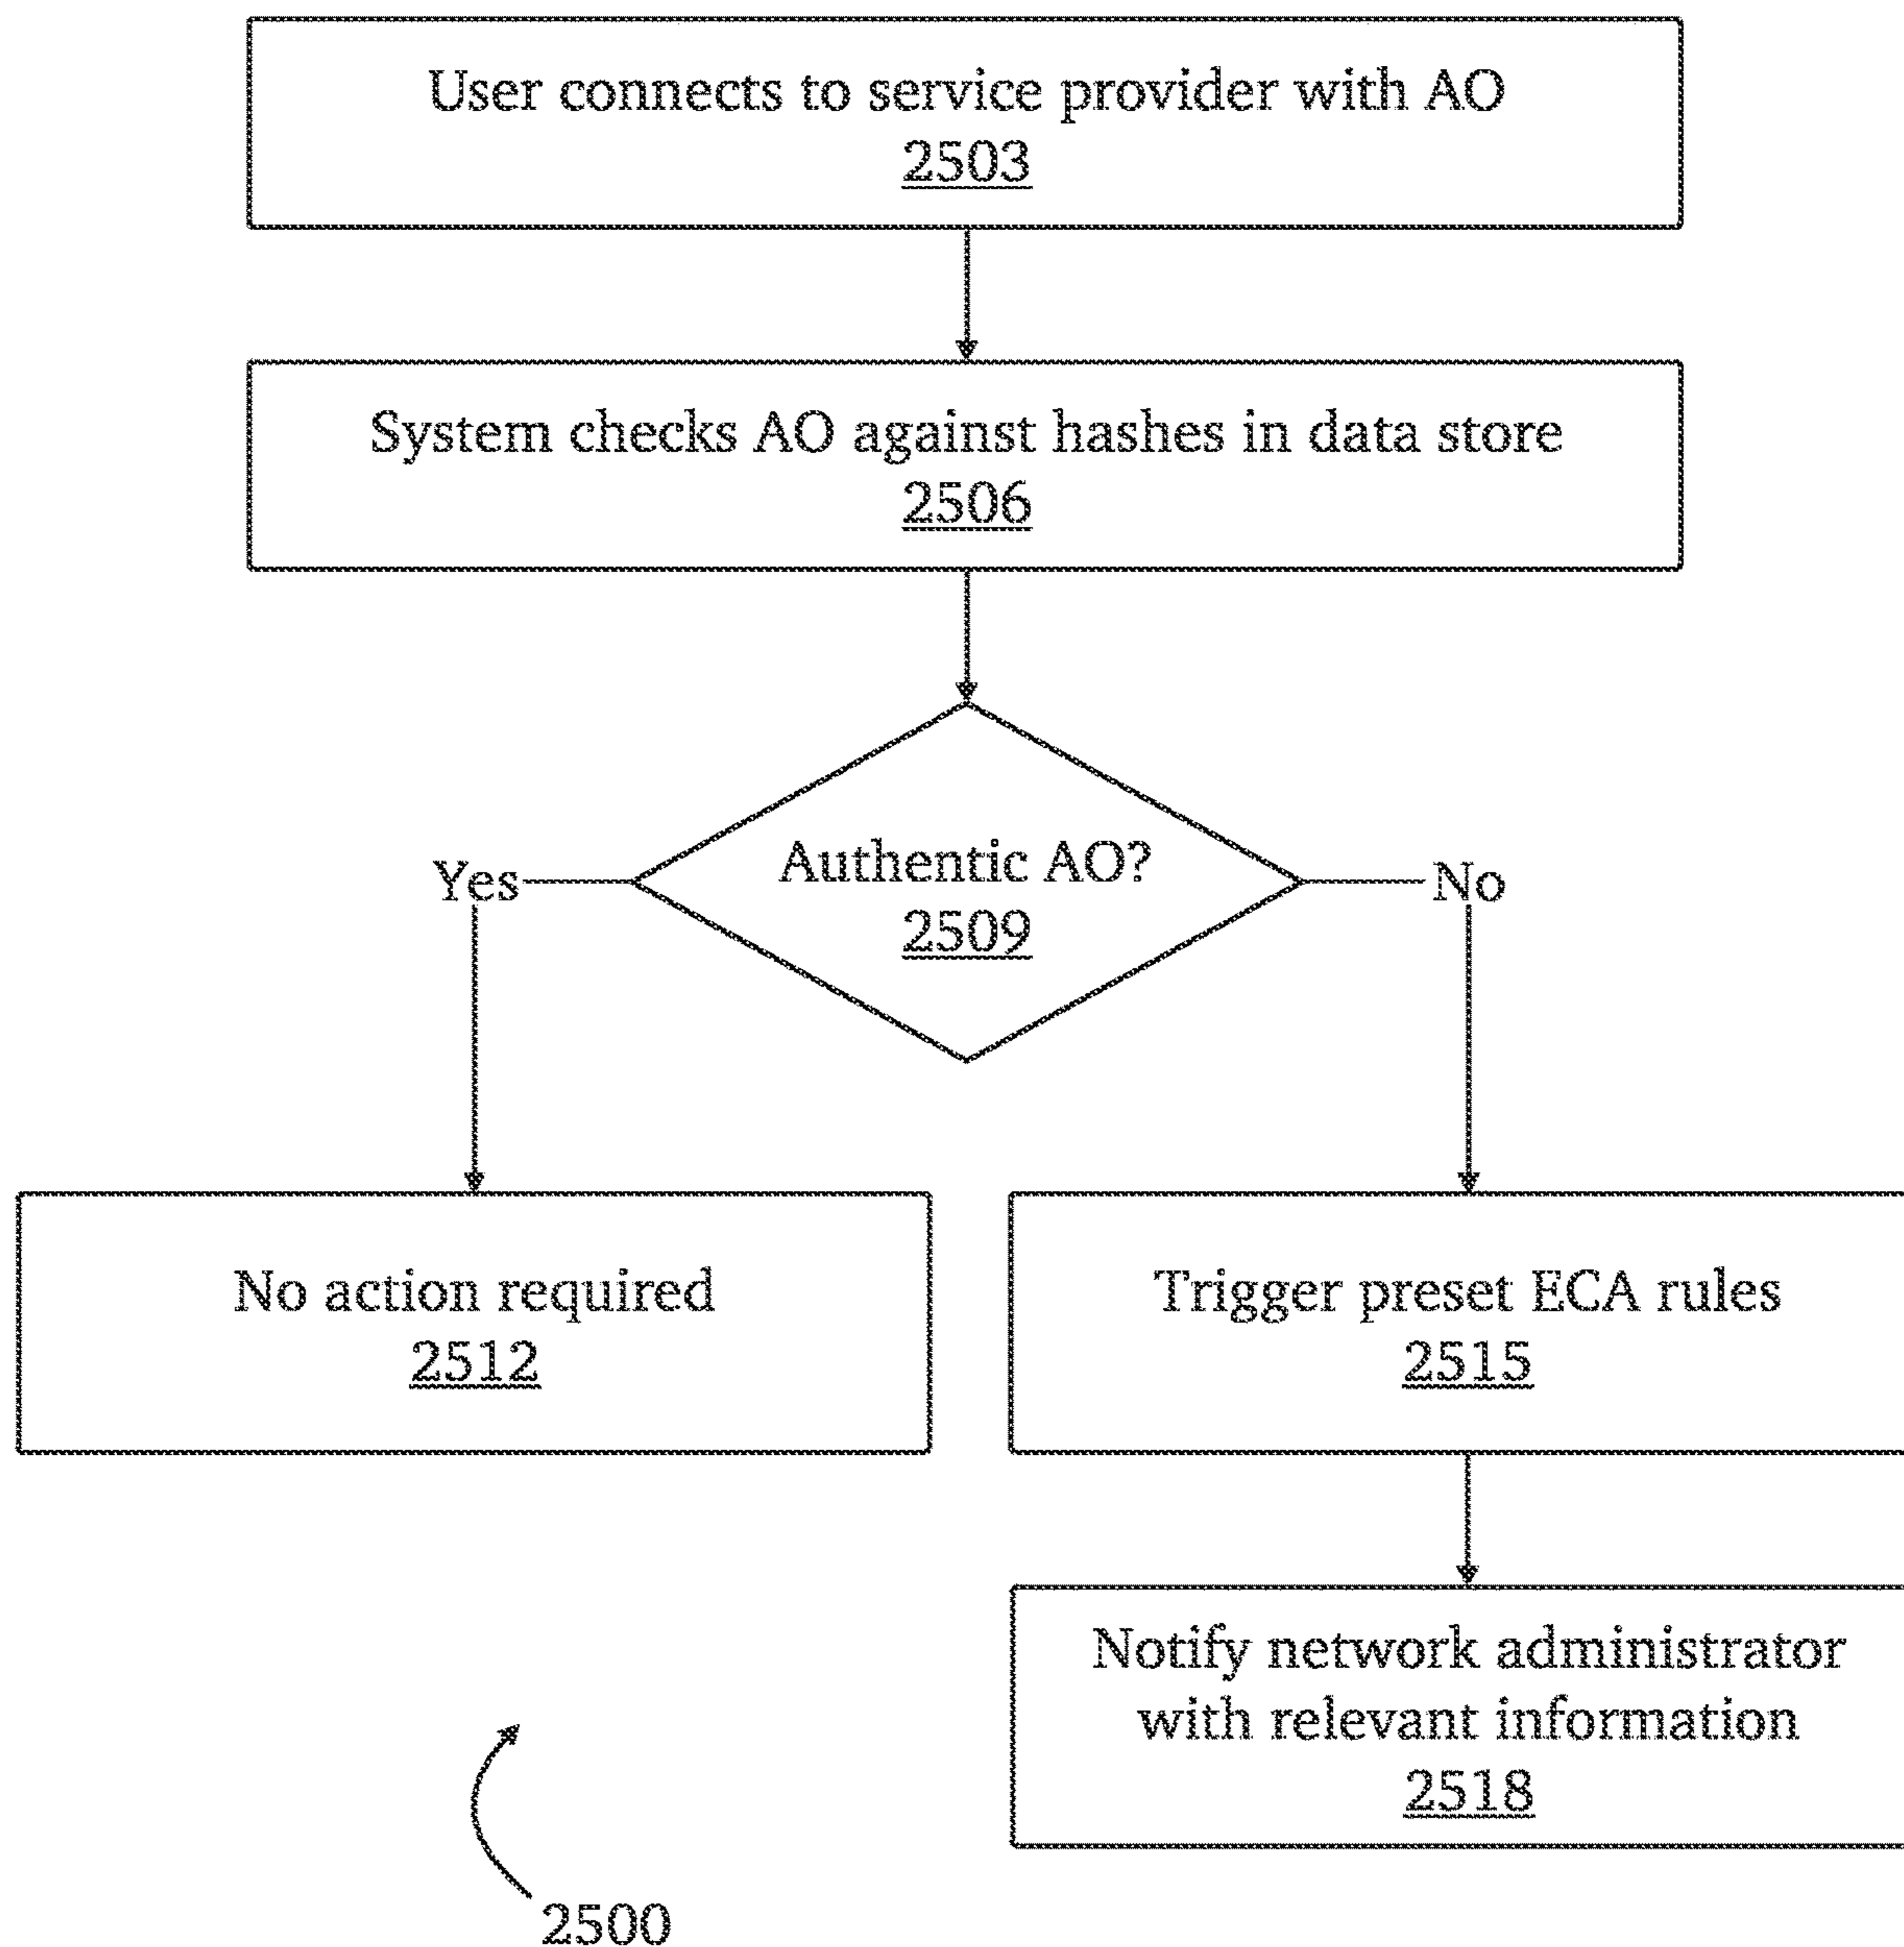 User connects to service provider with AO
2503
System checks AO against hashes in data store
2506
Authentic AO?
2509
Yes
No
No action required
2512
Trigger preset ECA rules
2515
Notify network administrator
with relevant information
2518
2500